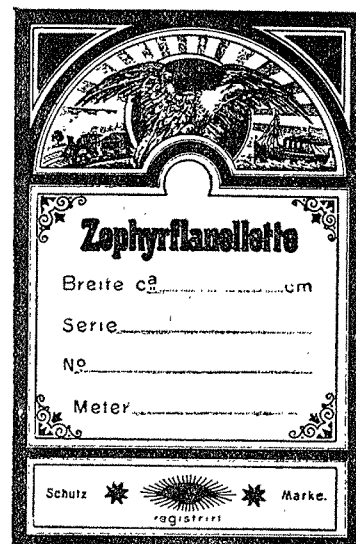 Zephyrflanellette
Breite ca cm
Serie
No
Meter
Schutz Marke.
registrirt